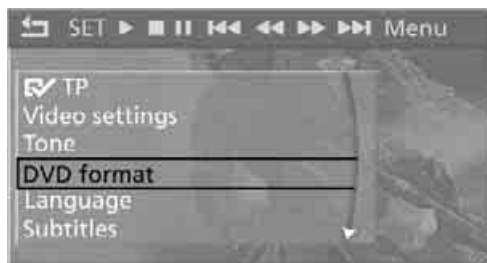 SET Menu
TP
Video settings
Tone
DVD format
Language
Subtitles